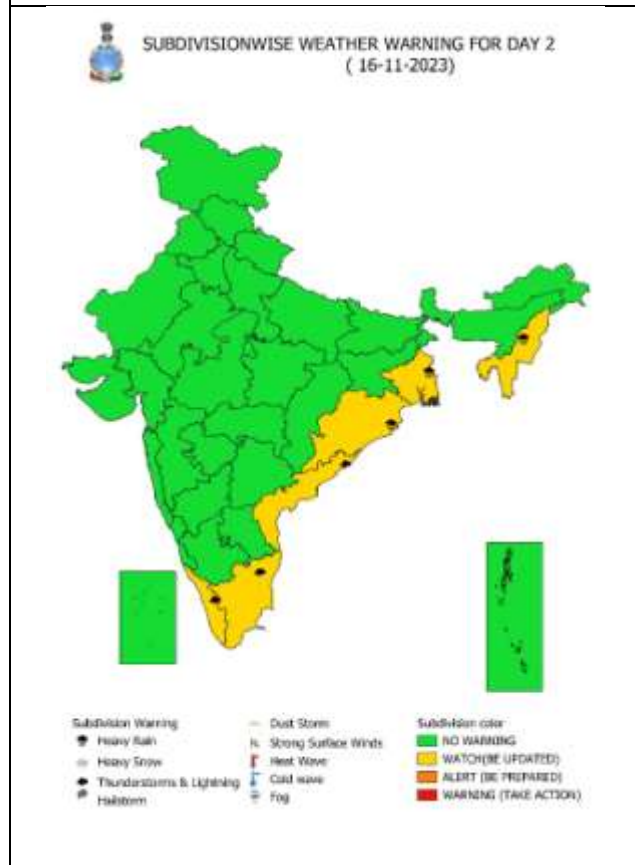 SUBDIVISIONWISE WEATHER WARNING FOR DAY 2
( 16-11-2023)
Subdivision Warning
Heavy Rain
Heavy Snow
Thunderstorms & Lightning
Hailstorm
Dust Storm
Strong Surface Winds
Heat Wave
Cold wave
Fog
Subdivision color
NO WARNING
WATCH(BE UPDATED)
ALERT (BE PREPARED)
WARNING (TAKE ACTION)